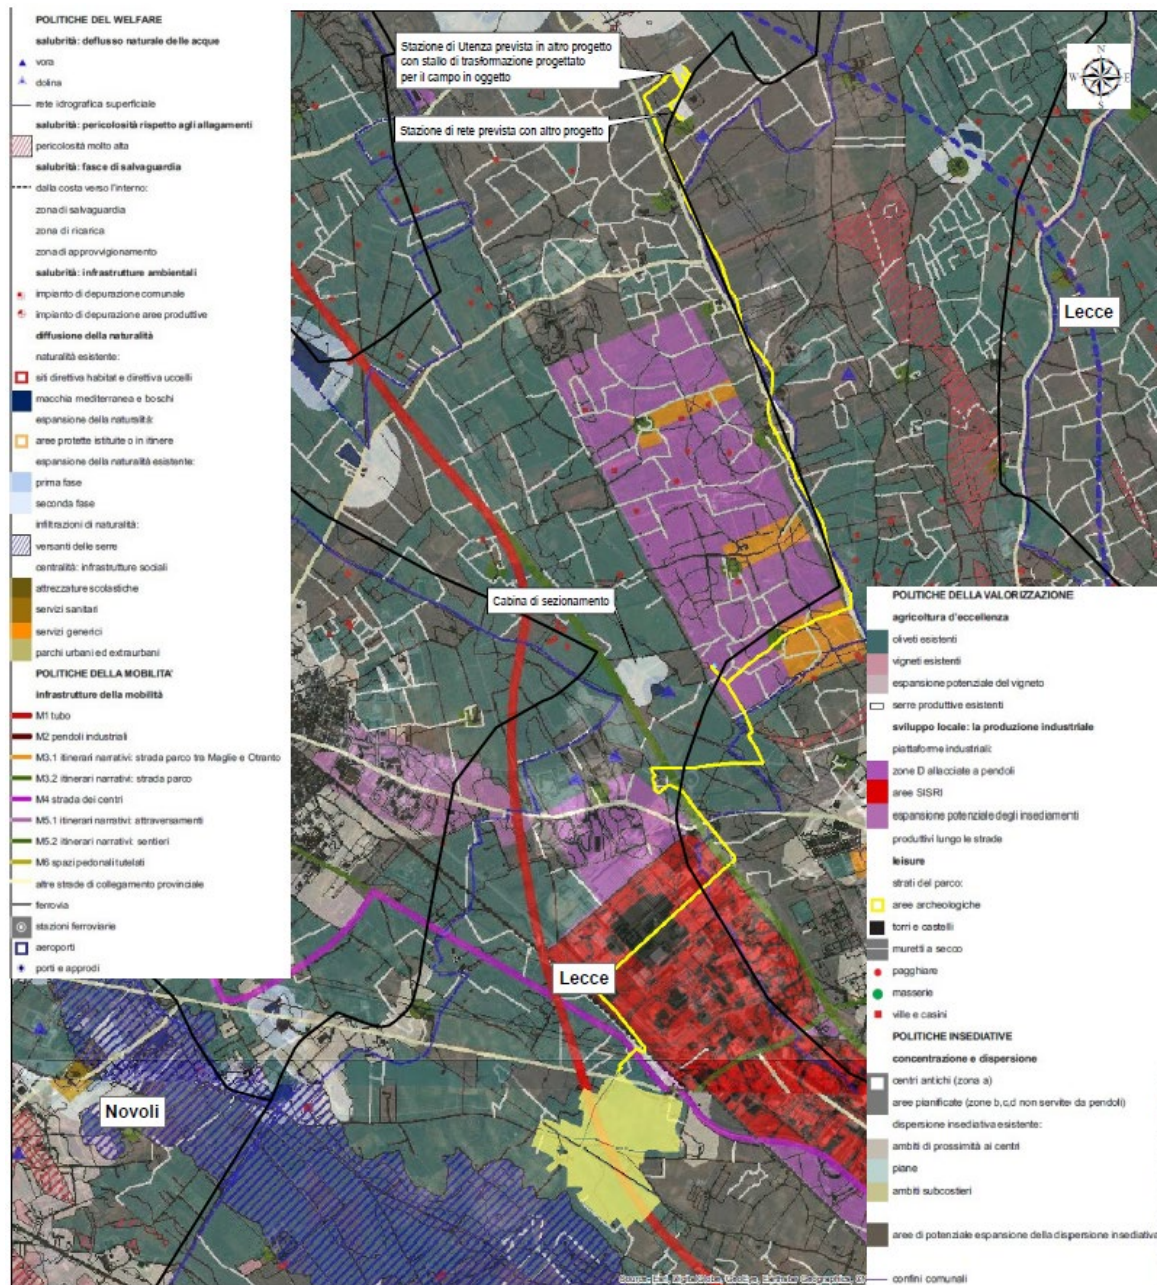 POLITICHE DEL WELFARE
salubrità: deflusso naturale delle acque
vora
dolina
rete idrografica superficiale
salubrità: pericolosità rispetto agli allagamenti
pericolosità molto alta
salubrità: fasce di salvaguardia
dalla costa verso l'interno:
zona di salvaguardia
zona di ricarica
zona di approvvigionamento
salubrità: infrastrutture ambientali
impianto di depurazione comunale
impianto di depurazione aree produttive
diffusione della naturalità
naturalità esistente:
siti direttiva habitat e direttiva uccelli
macchia mediterranea e boschi
espansione della naturalità:
aree protette istituite o in itinere
espansione della naturalità esistente:
prima fase
seconda fase
infiltrazioni di naturalità:
versanti delle serre
centralità: infrastrutture sociali
attrezzature scolastiche
servizi sanitari
servizi generici
parchi urbani ed extraurbani
POLITICHE DELLA MOBILITA'
infrastrutture della mobilità
M1 tubo
M2 pendoli industriali
M3.1 itinerari narrativi: strada parco tra Maglie e Otranto
M3.2 itinerari narrativi: strada parco
M4 strada dei centri
M5.1 itinerari narrativi: attraversamenti
M5.2 itinerari narrativi: sentieri
M6 spazi pedonali tutelati
altre strade di collegamento provinciale
ferrovia
stazioni ferroviarie
aeroporti
porti e approdi
Stazione di Utenza prevista in altro progetto
con stallo di trasformazione progettato
per il campo in oggetto
Stazione di rete prevista con altro progetto
N
W
E
S
Lecce
Cabina di sezionamento
Lecce
Novoli
POLITICHE DELLA VALORIZZAZIONE
agricoltura d'eccellenza
oliveti esistenti
vigneti esistenti
espansione potenziale del vigneto
serre produttive esistenti
sviluppo locale: la produzione industriale
piattaforme industriali:
zone D allacciate a pendoli
aree SISRI
espansione potenziale degli insediamenti
produttivi lungo le strade
leisure
strati del parco:
aree archeologiche
torri e castelli
muretti a secco
pagghiare
masserie
ville e casini
POLITICHE INSEDIATIVE
concentrazione e dispersione
centri antichi (zona a)
aree pianificate (zone b,c,d non servite da pendoli)
dispersione insediativa esistente:
ambiti di prossimità ai centri
piane
ambiti subcostieri
aree di potenziale espansione della dispersione insediativa
confini comunali
Source: Esri, DigitalGlobe, GeoEye, Earthstar Geographics,